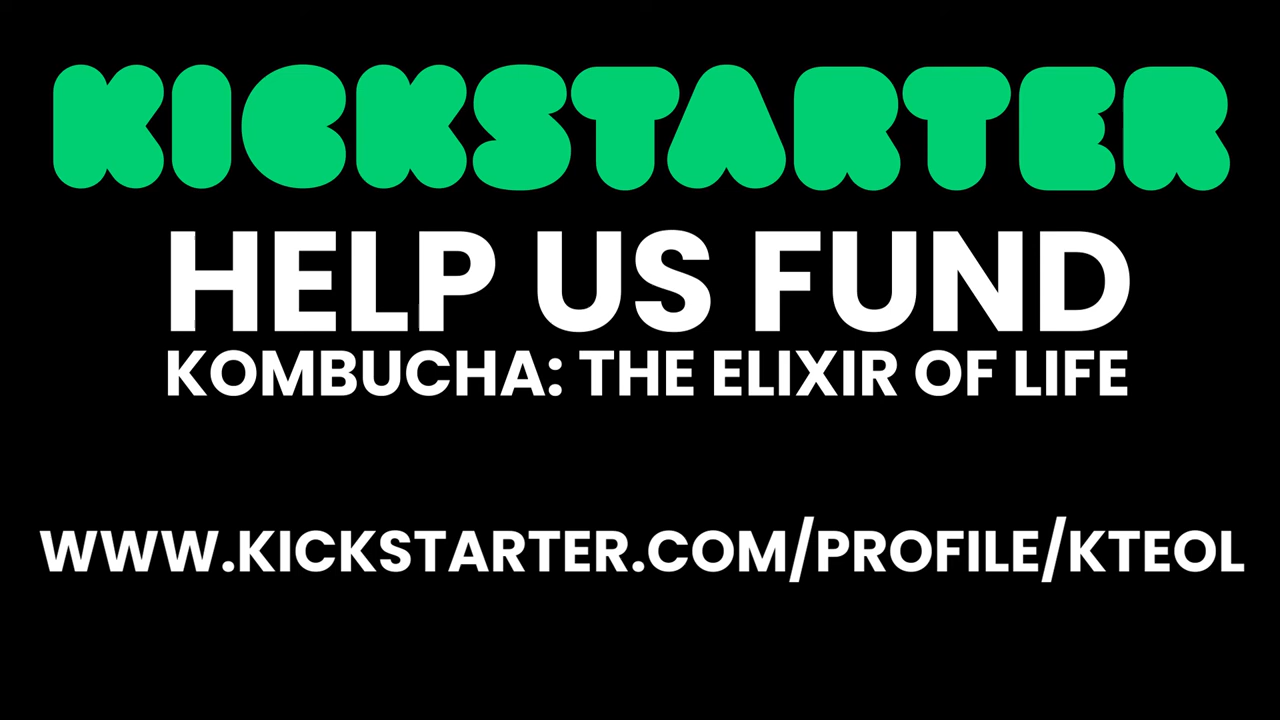 KICKSTARTER
HELP US FUND
KOMBUCHA: THE ELIXIR OF LIFE
WWW.KICKSTARTER.COM/PROFILE/KTEOL